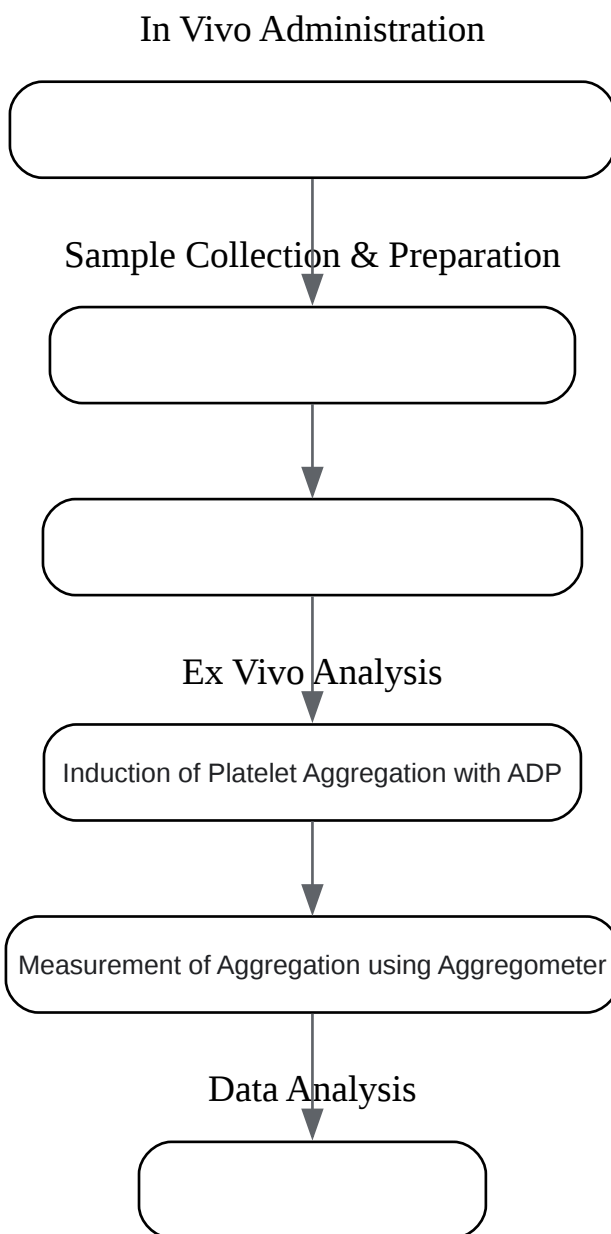 In Vivo Administration
Sample Collection & Preparation
Ex Vivo Analysis
Induction of Platelet Aggregation with ADP
Measurement of Aggregation using Aggregometer
Data Analysis